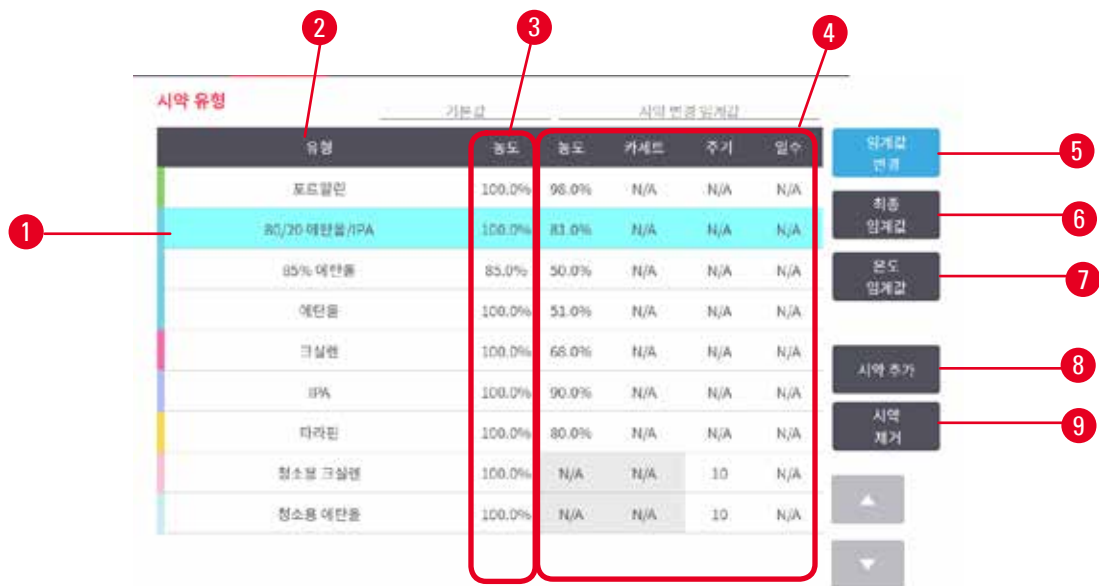 2 3 4
시약 유형
기본값 시약 변경 임계값
유형 농도 농도 카세트 주기 일수
포르말린 100.0% 98.0% N/A N/A N/A
1 80/20 에탄올/IPA 100.0% 81.0% N/A N/A N/A
85% 에탄올 85.0% 50.0% N/A N/A N/A
에탄올 100.0% 51.0% N/A N/A N/A
크실렌 100.0% 68.0% N/A N/A N/A
IPA 100.0% 90.0% N/A N/A N/A
파라핀 100.0% 80.0% N/A N/A N/A
청소용 크실렌 100.0% N/A N/A 10 N/A
청소용 에탄올 100.0% N/A N/A 10 N/A
임계값
변경 5
최종
임계값 6
온도
임계값 7
시약 추가 8
시약
제거 9